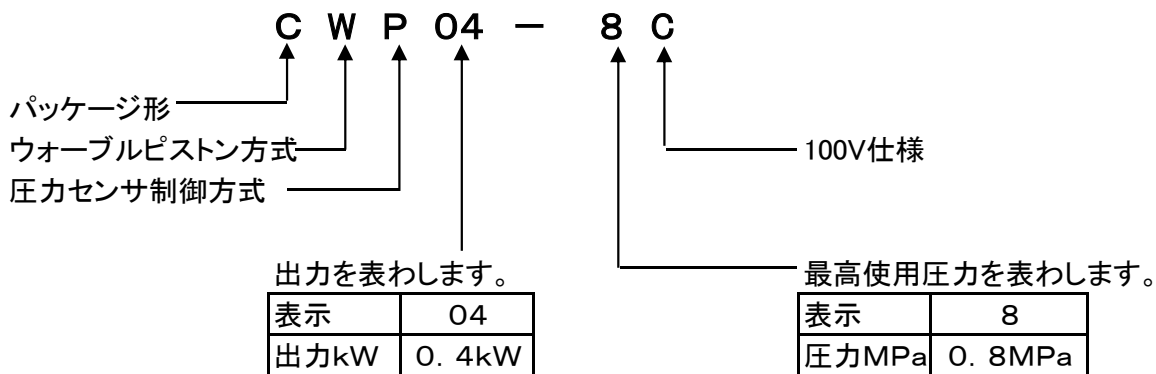 C W P 04 － 8 C
パッケージ形
ウォーブルピストン方式
100V仕様
圧力センサ制御方式
出力を表わします。
表示 04
出力kW 0．4kW
最高使用圧力を表わします。
表示 8
圧力MPa 0．8MPa